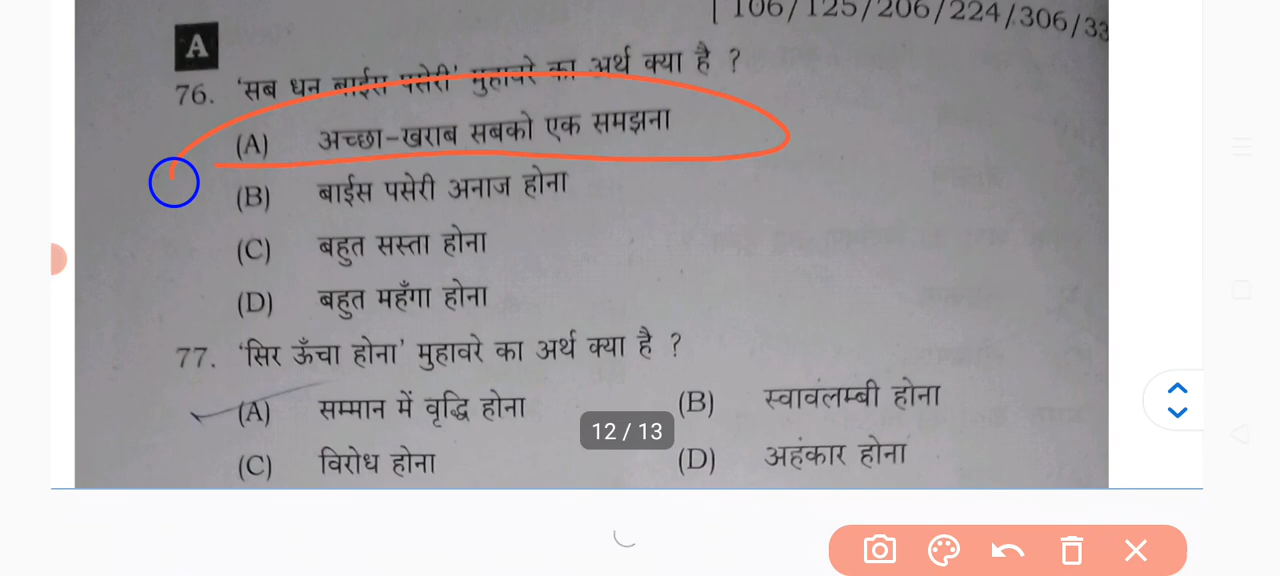 [ 106/125/206/224/306/33
A
76. 'सब धन बाईस पसेरी' मुहावरे का अर्थ क्या है ?
(A) अच्छा-खराब सबको एक समझना
(B) बाईस पसेरी अनाज होना
(C) बहुत सस्ता होना
(D) बहुत महँगा होना
77. 'सिर ऊँचा होना' मुहावरे का अर्थ क्या है ?
(A) सम्मान में वृद्धि होना (B) स्वावंलम्बी होना
12 / 13
(C) विरोध होना (D) अहंकार होना